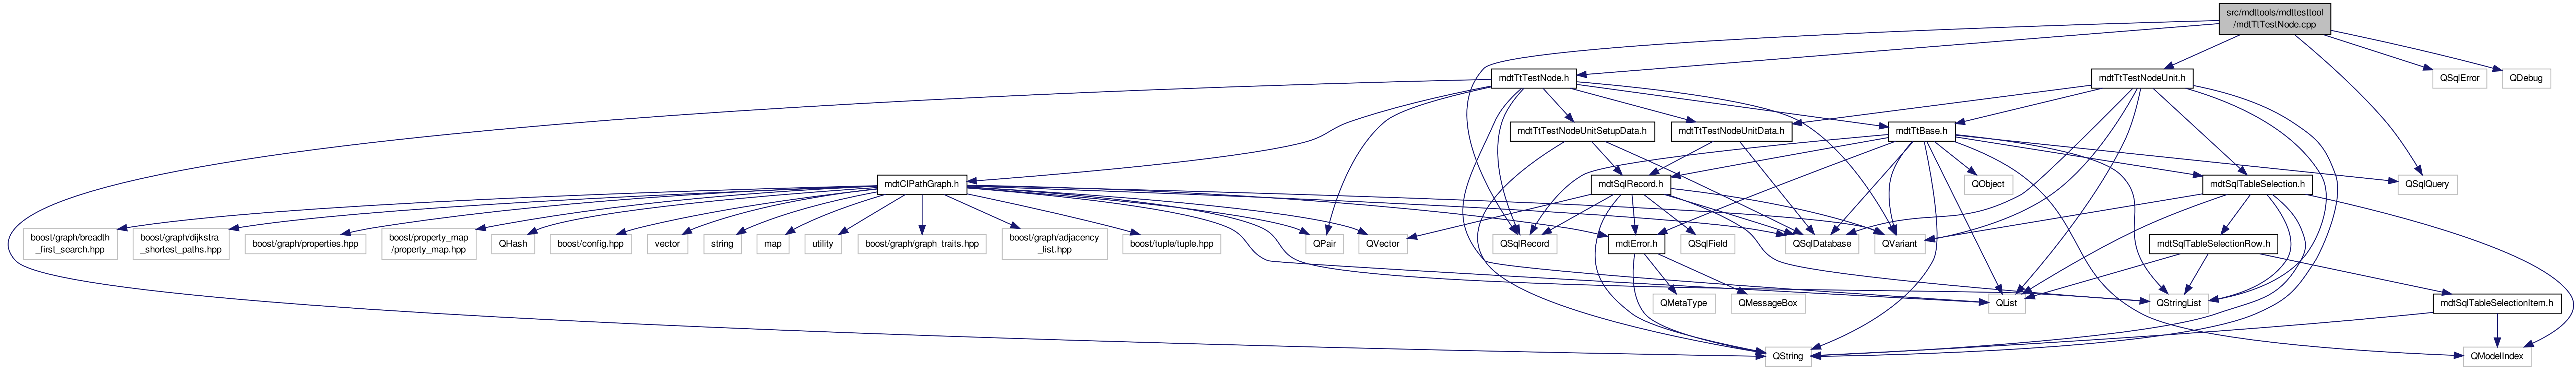 src/mdttools/mdttesttool
/mdtTtTestNode.cpp
mdtTtTestNode.h
mdtTtTestNodeUnit.h
QSqlError
QDebug
mdtTtTestNodeUnitSetupData.h
mdtTtTestNodeUnitData.h
mdtTtBase.h
mdtClPathGraph.h
mdtSqlRecord.h
QObject
mdtSqlTableSelection.h
QSqlQuery
boost/graph/breadth
_first_search.hpp
boost/graph/dijkstra
_shortest_paths.hpp
boost/graph/properties.hpp
boost/property_map
/property_map.hpp
QHash
boost/config.hpp
vector
string
map
utility
boost/graph/graph_traits.hpp
boost/graph/adjacency
_list.hpp
boost/tuple/tuple.hpp
QPair
QVector
QSqlRecord
mdtError.h
QSqlField
QSqlDatabase
QVariant
mdtSqlTableSelectionRow.h
QMetaType
QMessageBox
QList
QStringList
mdtSqlTableSelectionItem.h
QString
QModelIndex